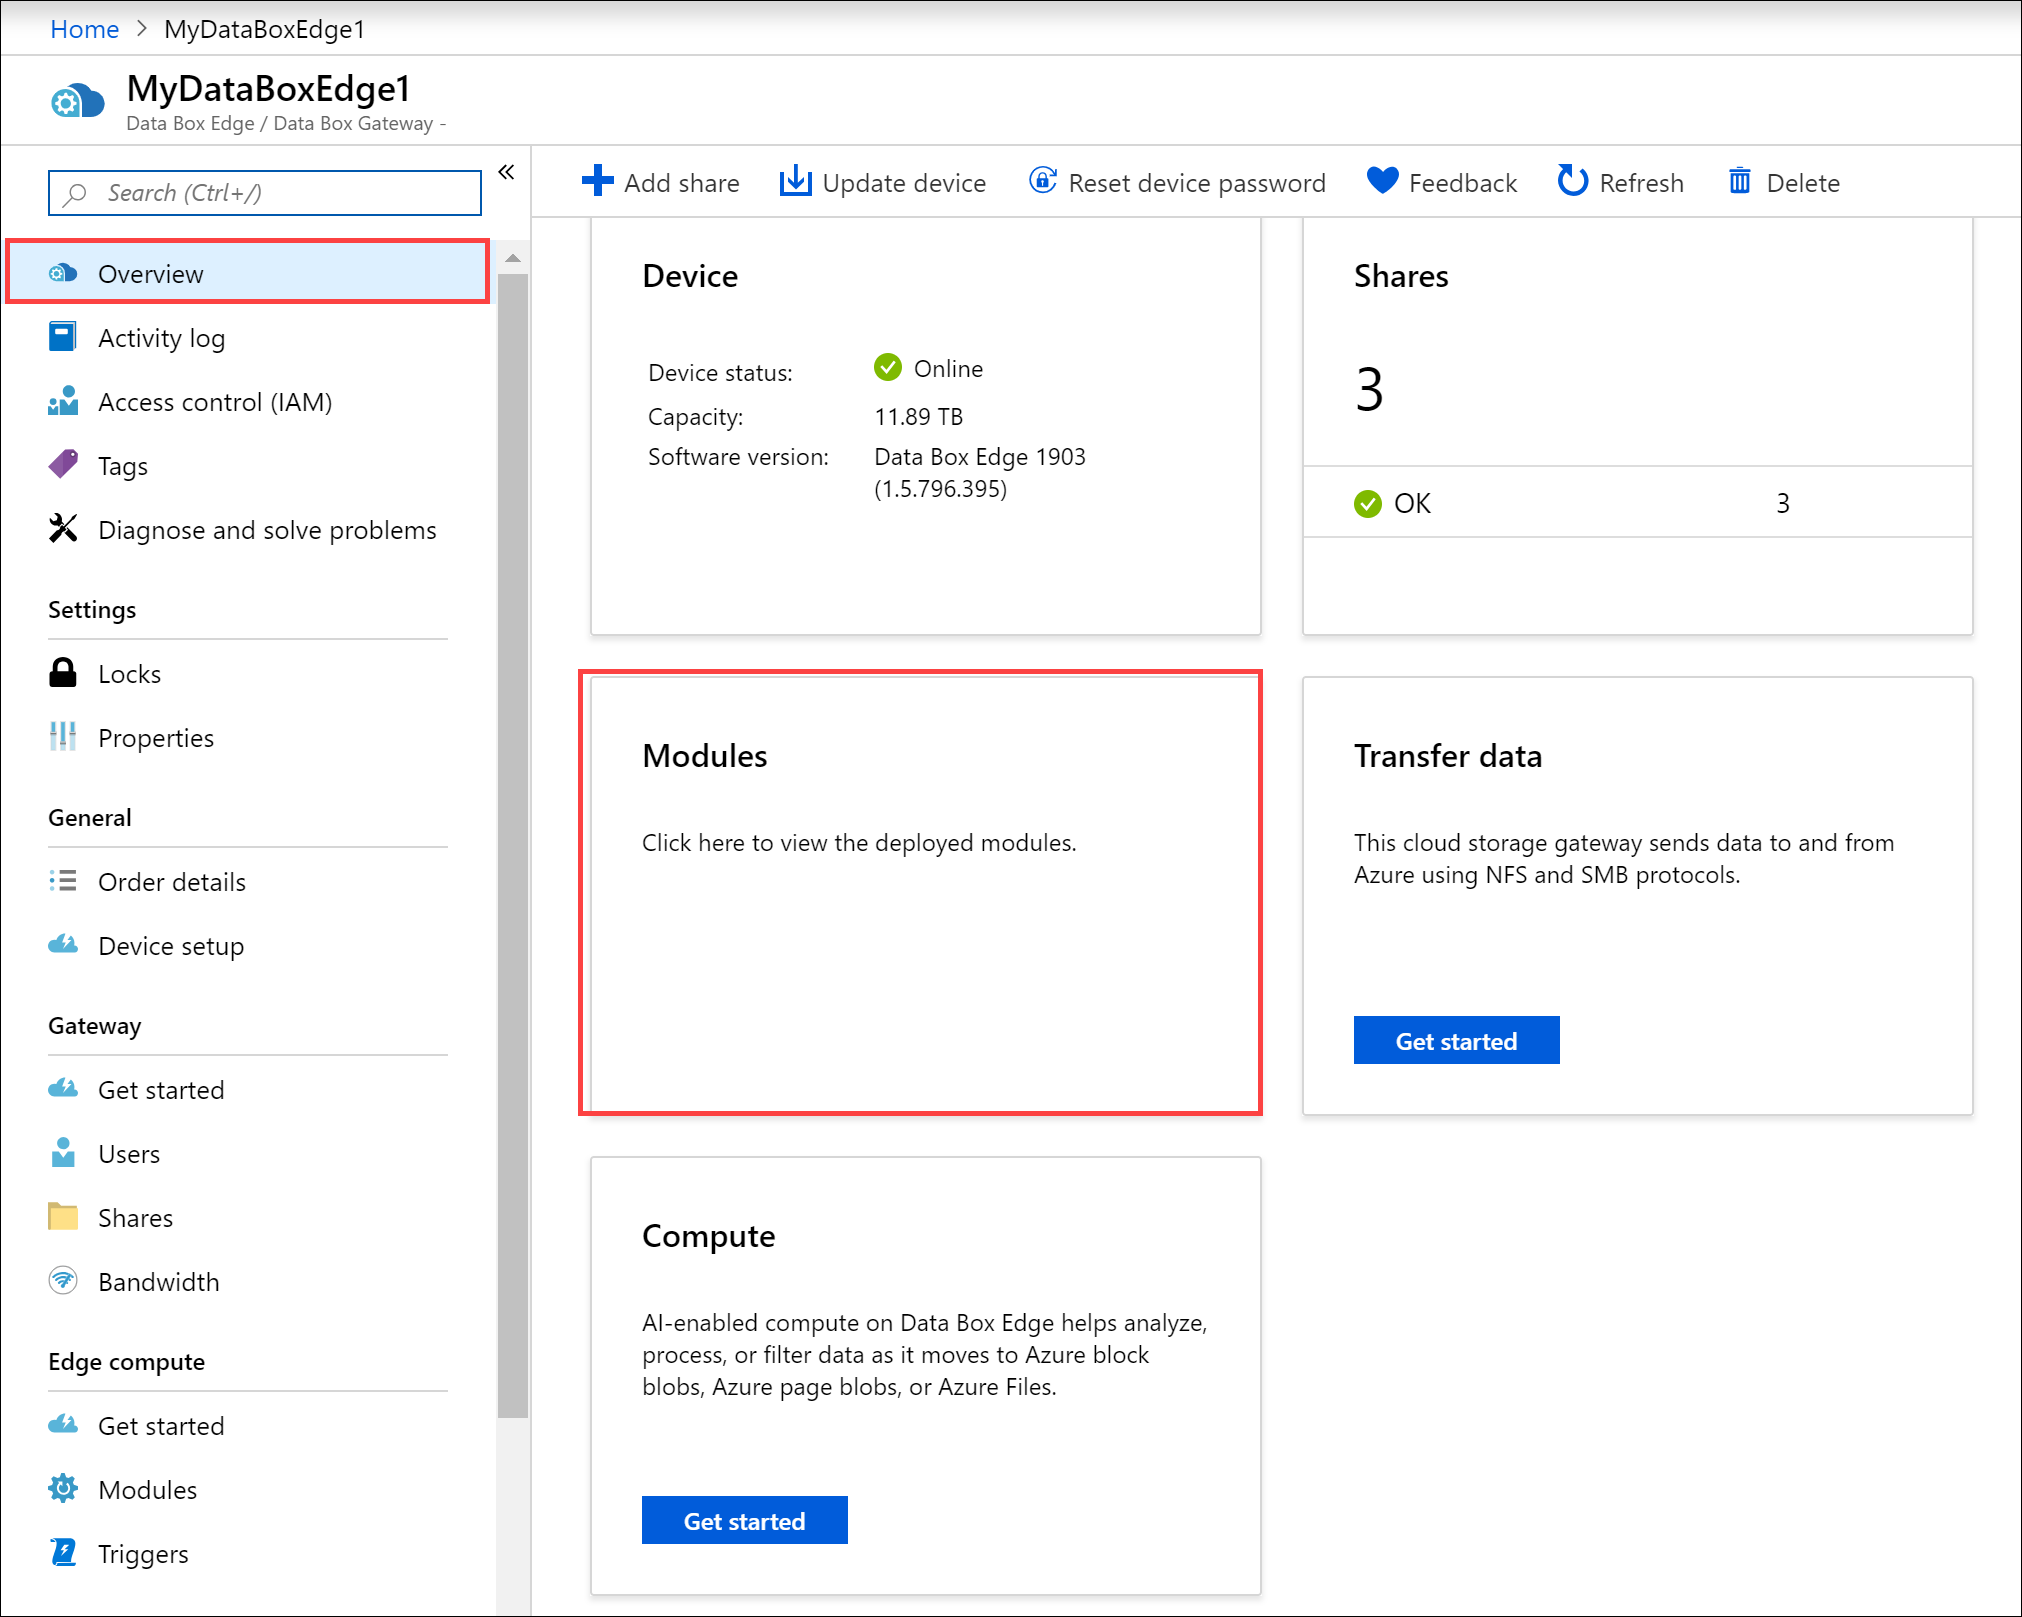 Home > MyDataBoxEdge1
MyDataBoxEdge1
Data Box Edge / Data Box Gateway -
Search (Ctrl+/)
«
Overview
Activity log
Access control (IAM)
Tags
Diagnose and solve problems
Settings
Locks
Properties
General
Order details
Device setup
Gateway
Get started
Users
Shares
Bandwidth
Edge compute
Get started
Modules
Triggers
Add share Update device Reset device password Feedback Refresh Delete
Device
Device status: Online
Capacity: 11.89 TB
Software version: Data Box Edge 1903
(1.5.796.395)
Shares
3
OK 3
Modules
Click here to view the deployed modules.
Transfer data
This cloud storage gateway sends data to and from
Azure using NFS and SMB protocols.
Get started
Compute
AI-enabled compute on Data Box Edge helps analyze,
process, or filter data as it moves to Azure block
blobs, Azure page blobs, or Azure Files.
Get started